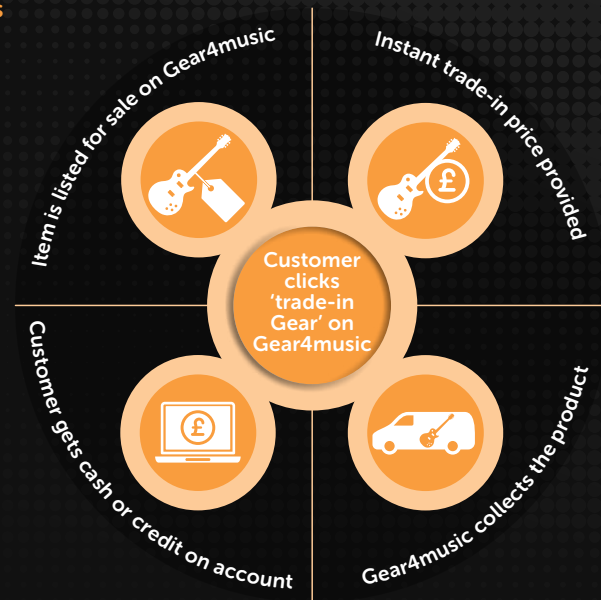 s
Item is listed for sale on Gear4music
Instant trade-in price provided
£
Customer
clicks
'trade-in
Gear' on
Gear4music
£
Customer gets cash or credit on account
Gear4music collects the product